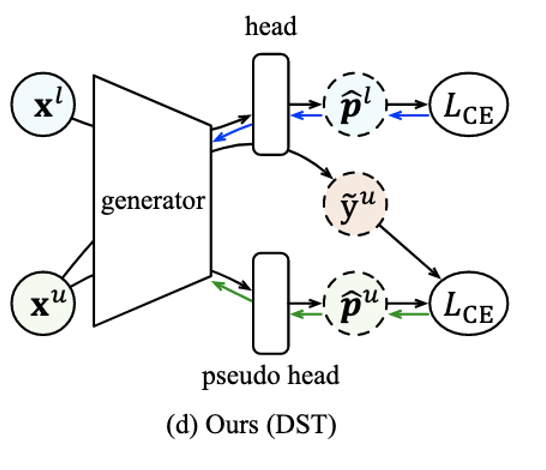 head
x^l
p̂^l
L_CE
generator
ỹ^u
x^u
p̂^u
L_CE
pseudo head
(d) Ours (DST)